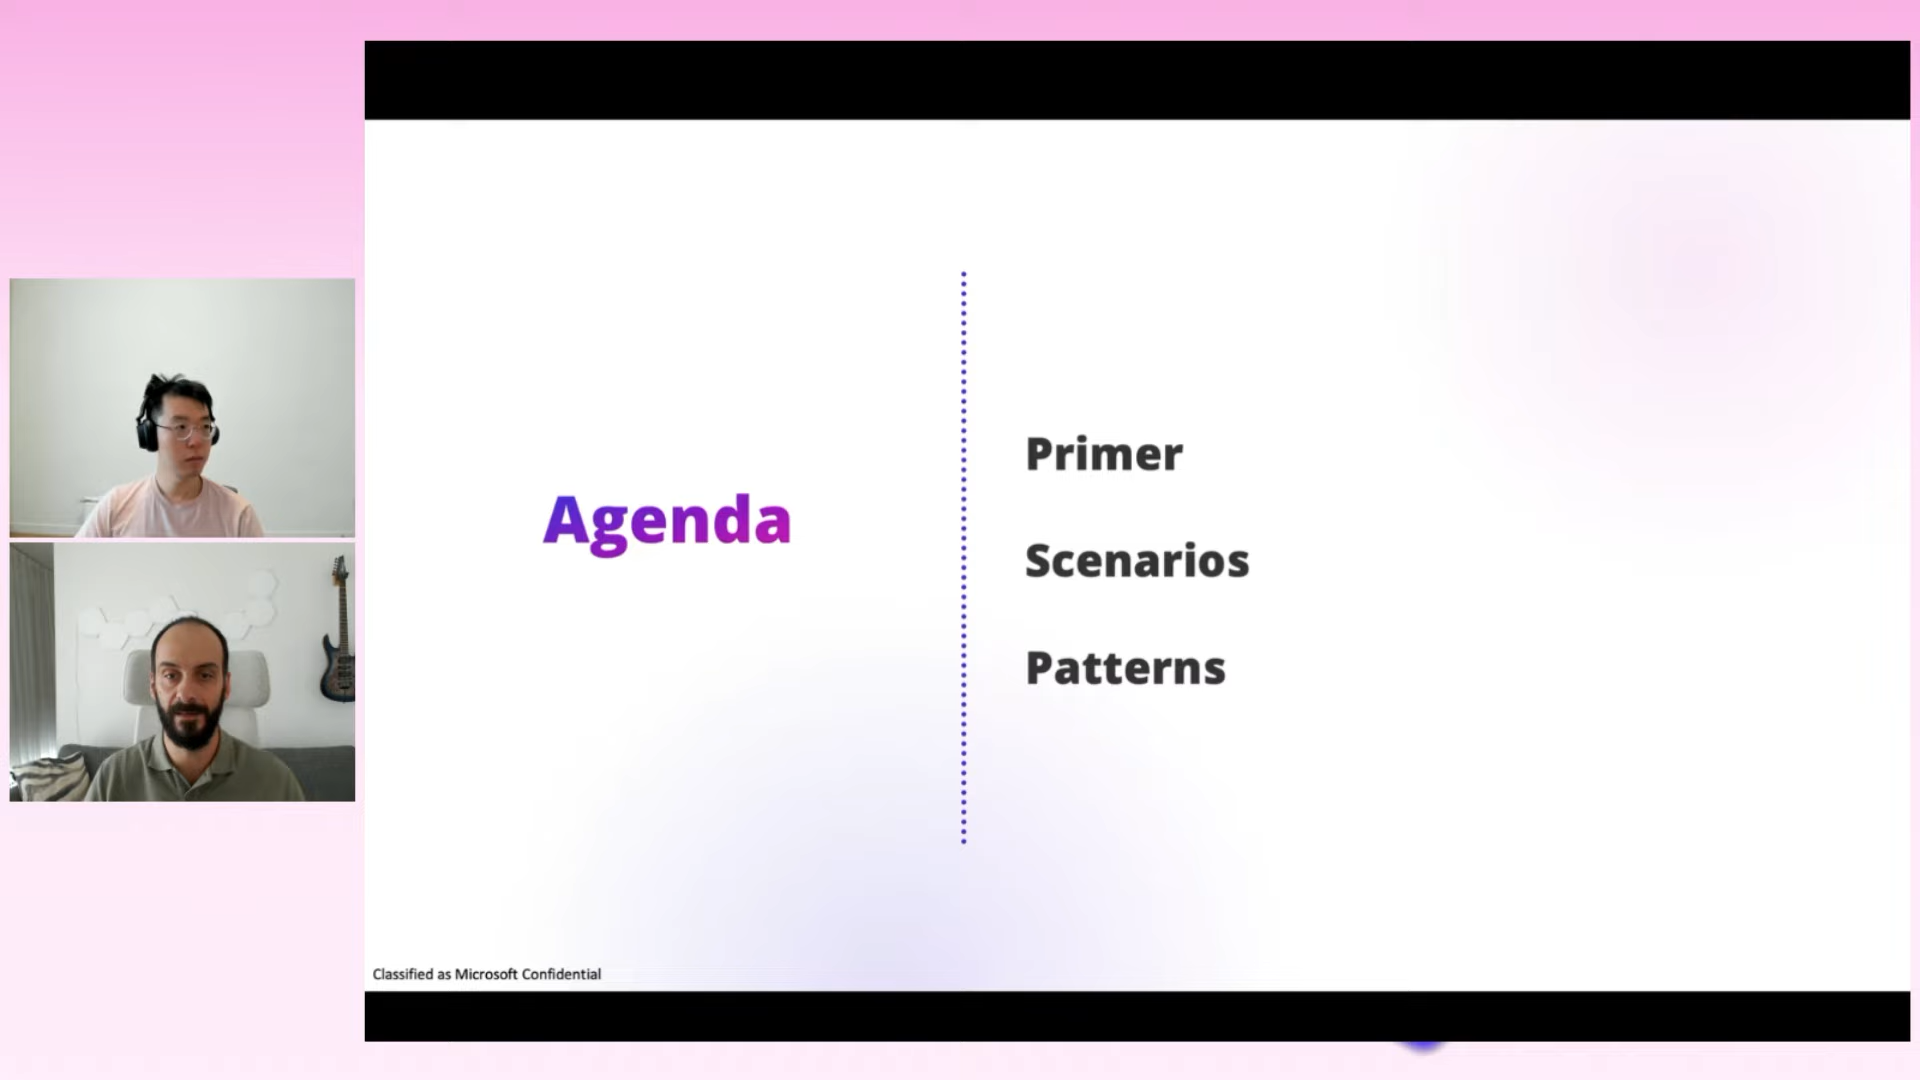 Agenda
Primer
Scenarios
Patterns
Classified as Microsoft Confidential